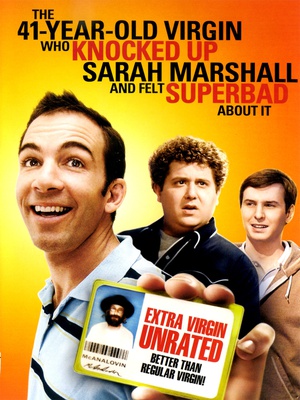 THE
41-YEAR-OLD VIRGIN
WHO KNOCKED UP
SARAH MARSHALL
AND FELT SUPERBAD
ABOUT IT
EXTRA VIRGIN
UNRATED
BETTER THAN
REGULAR VIRGIN!
MCANALOVIN